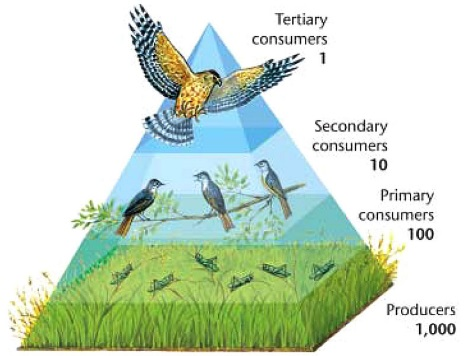 Tertiary
consumers
1
Secondary
consumers
10
Primary
consumers
100
Producers
1,000